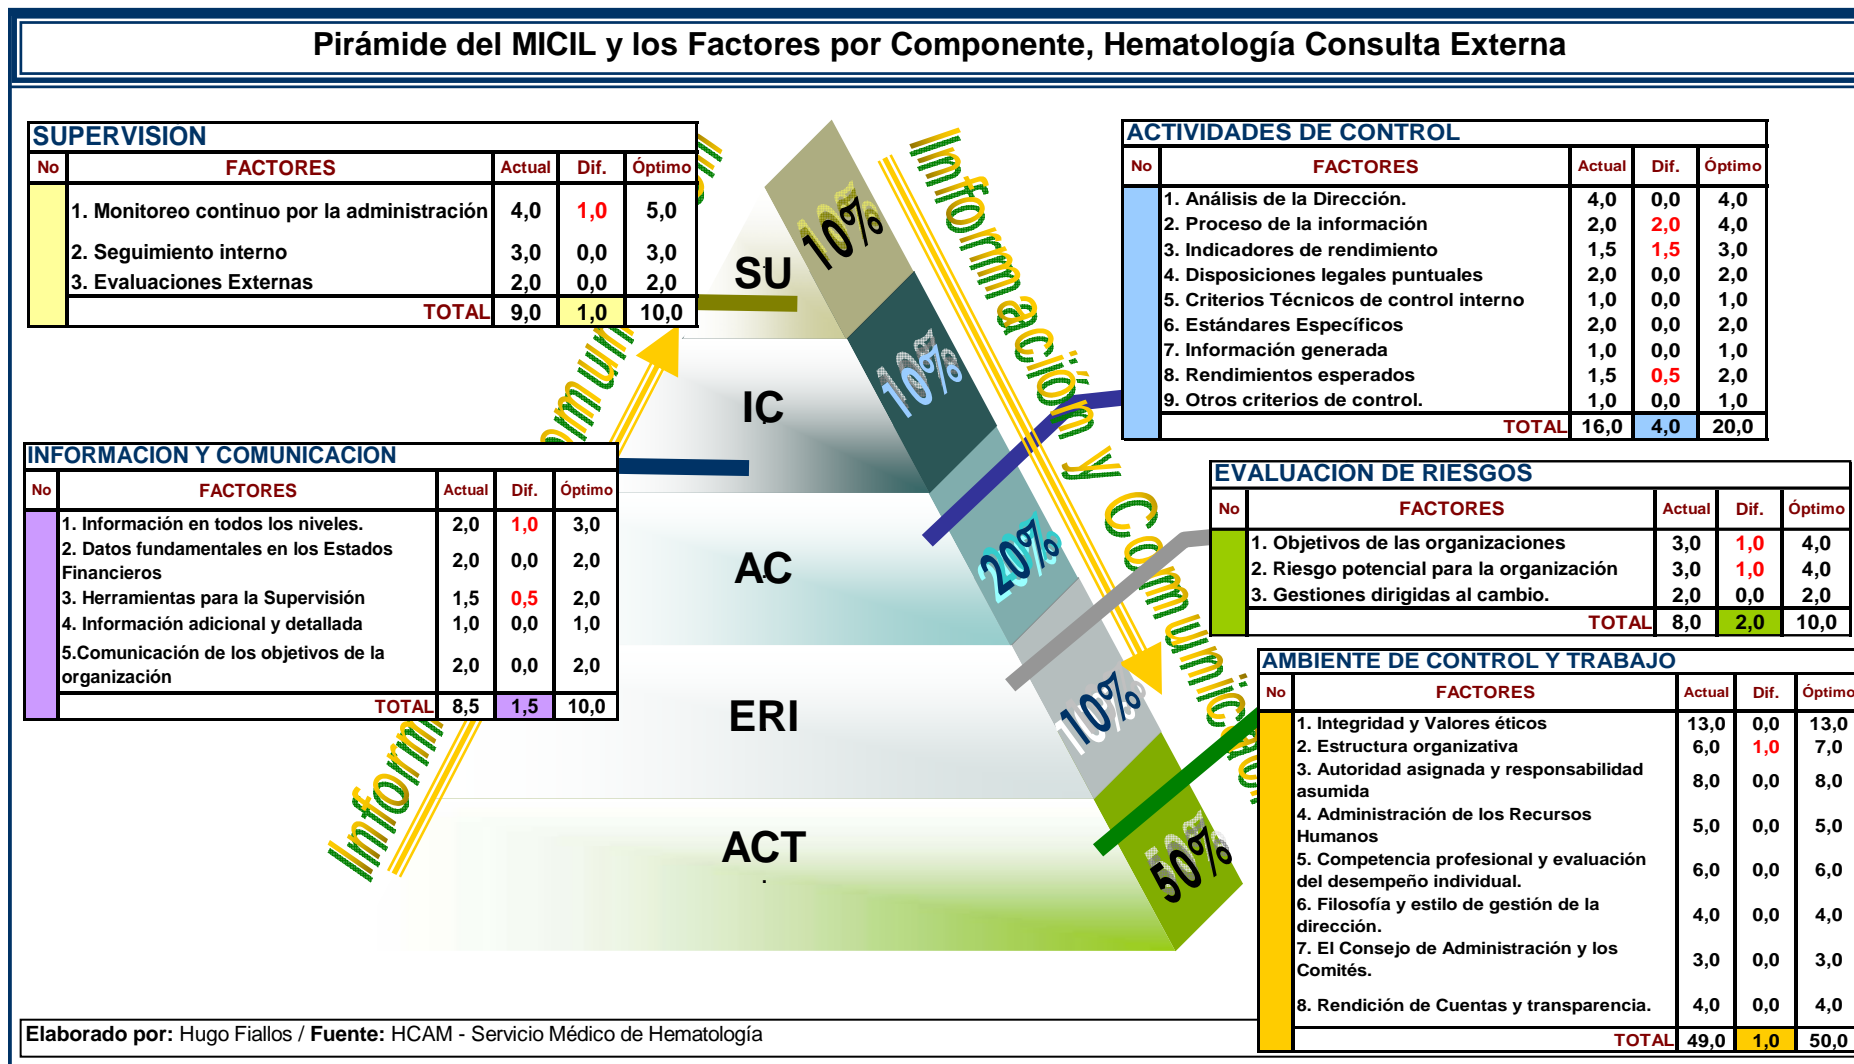 Pirámide del MICIL y los Factores por Componente, Hematología Consulta Externa
SUPERVISIÓN
No FACTORES Actual Dif. Óptimo
1. Monitoreo continuo por la administración 4,0 1,0 5,0
2. Seguimiento interno 3,0 0,0 3,0
3. Evaluaciones Externas 2,0 0,0 2,0
TOTAL 9,0 1,0 10,0
INFORMACION Y COMUNICACION
No FACTORES Actual Dif. Óptimo
1. Información en todos los niveles. 2,0 1,0 3,0
2. Datos fundamentales en los Estados
Financieros 2,0 0,0 2,0
3. Herramientas para la Supervisión 1,5 0,5 2,0
4. Información adicional y detallada 1,0 0,0 1,0
5.Comunicación de los objetivos de la
organización 2,0 0,0 2,0
TOTAL 8,5 1,5 10,0
SU
IC
AC
ERI
ACT
10%
10%
20%
10%
50%
Información y
ACTIVIDADES DE CONTROL
No FACTORES Actual Dif. Óptimo
1. Análisis de la Dirección. 4,0 0,0 4,0
2. Proceso de la información 2,0 2,0 4,0
3. Indicadores de rendimiento 1,5 1,5 3,0
4. Disposiciones legales puntuales 2,0 0,0 2,0
5. Criterios Técnicos de control interno 1,0 0,0 1,0
6. Estándares Específicos 2,0 0,0 2,0
7. Información generada 1,0 0,0 1,0
8. Rendimientos esperados 1,5 0,5 2,0
9. Otros criterios de control. 1,0 0,0 1,0
TOTAL 16,0 4,0 20,0
EVALUACION DE RIESGOS
No FACTORES Actual Dif. Óptimo
1. Objetivos de las organizaciones 3,0 1,0 4,0
2. Riesgo potencial para la organización 3,0 1,0 4,0
3. Gestiones dirigidas al cambio. 2,0 0,0 2,0
TOTAL 8,0 2,0 10,0
AMBIENTE DE CONTROL Y TRABAJO
No FACTORES Actual Dif. Óptimo
1. Integridad y Valores éticos 13,0 0,0 13,0
2. Estructura organizativa 6,0 1,0 7,0
3. Autoridad asignada y responsabilidad
asumida 8,0 0,0 8,0
4. Administración de los Recursos
Humanos 5,0 0,0 5,0
5. Competencia profesional y evaluación
del desempeño individual. 6,0 0,0 6,0
6. Filosofía y estilo de gestión de la
dirección. 4,0 0,0 4,0
7. El Consejo de Administración y los
Comités. 3,0 0,0 3,0
8. Rendición de Cuentas y transparencia. 4,0 0,0 4,0
TOTAL 49,0 1,0 50,0
Elaborado por: Hugo Fiallos / Fuente: HCAM - Servicio Médico de Hematología